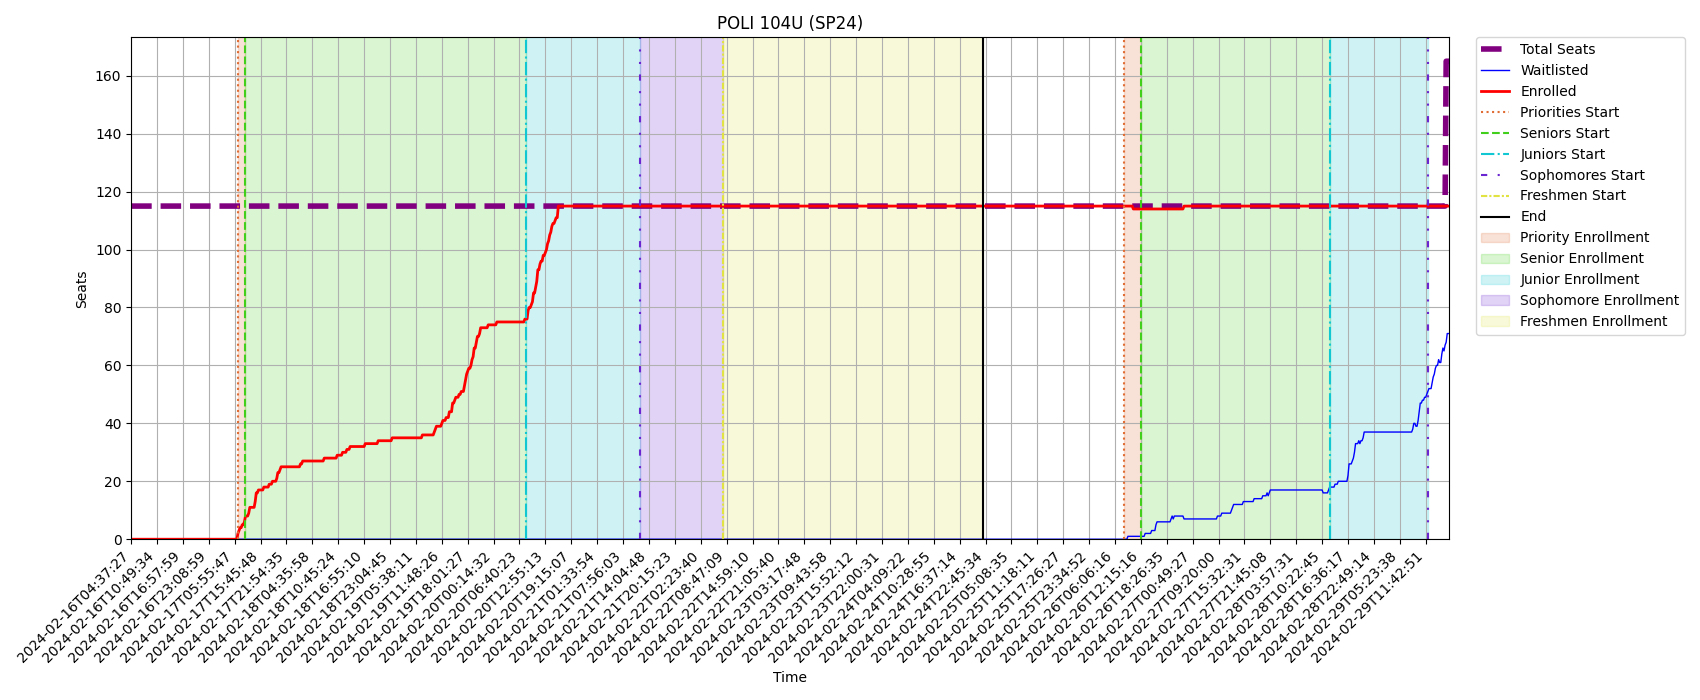 POLI 104U (SP24)
160
140
120
100
80
60
40
20
0
Seats
2024-02-16T04:37:27
2024-02-16T10:49:34
2024-02-16T16:57:59
2024-02-16T23:08:59
2024-02-17T05:55:47
2024-02-17T15:45:48
2024-02-17T21:54:35
2024-02-18T04:35:58
2024-02-18T10:45:24
2024-02-18T16:55:10
2024-02-18T23:04:45
2024-02-19T05:38:11
2024-02-19T11:48:26
2024-02-19T18:01:27
2024-02-20T00:14:32
2024-02-20T06:40:23
2024-02-20T12:55:13
2024-02-20T19:15:07
2024-02-21T01:33:54
2024-02-21T07:56:03
2024-02-21T14:04:48
2024-02-21T20:15:23
2024-02-22T02:23:40
2024-02-22T08:47:09
2024-02-22T14:59:10
2024-02-22T21:05:40
2024-02-23T03:17:48
2024-02-23T09:43:58
2024-02-23T15:52:12
2024-02-23T22:00:31
2024-02-24T04:09:22
2024-02-24T10:28:55
2024-02-24T16:37:14
2024-02-24T22:45:34
2024-02-25T05:08:35
2024-02-25T11:18:11
2024-02-25T17:26:27
2024-02-25T23:34:52
2024-02-26T06:06:16
2024-02-26T12:15:16
2024-02-26T18:26:35
2024-02-27T00:49:27
2024-02-27T09:20:00
2024-02-27T15:32:31
2024-02-27T21:45:08
2024-02-28T03:57:31
2024-02-28T10:22:45
2024-02-28T16:36:17
2024-02-28T22:49:14
2024-02-29T05:23:38
2024-02-29T11:42:51
Time
Total Seats
Waitlisted
Enrolled
Priorities Start
Seniors Start
Juniors Start
Sophomores Start
Freshmen Start
End
Priority Enrollment
Senior Enrollment
Junior Enrollment
Sophomore Enrollment
Freshmen Enrollment